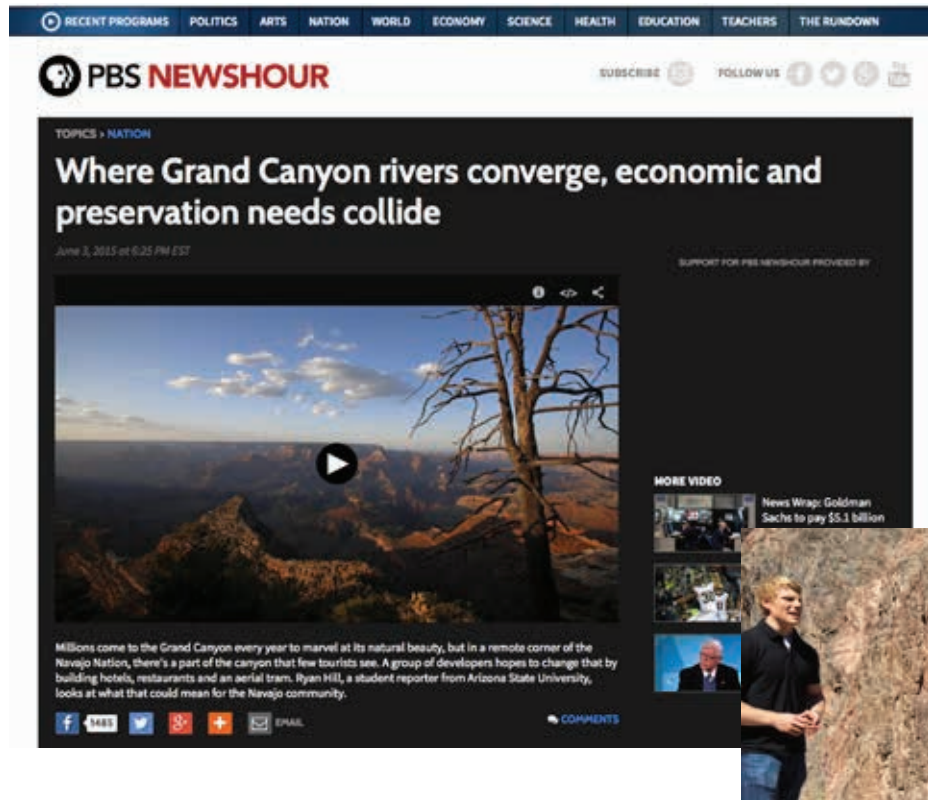 RECENT PROGRAMS POLITICS ARTS NATION WORLD ECONOMY SCIENCE HEALTH EDUCATION TEACHERS THE RUNDOWN
PBS NEWSHOUR
SUBSCRIBE FOLLOW US
TOPICS > NATION
Where Grand Canyon rivers converge, economic and
preservation needs collide
June 3, 2015 at 6:25 PM EST
SUPPORT FOR PBS NEWSHOUR PROVIDED BY
MORE VIDEO
News Wrap: Goldman
Sachs to pay $5.1 billion
Millions come to the Grand Canyon every year to marvel at its natural beauty, but in a remote corner of the
Navajo Nation, there's a part of the canyon that few tourists see. A group of developers hopes to change that by
building hotels, restaurants and an aerial tram. Ryan Hill, a student reporter from Arizona State University,
looks at what that could mean for the Navajo community.
5485 EMAIL COMMENTS